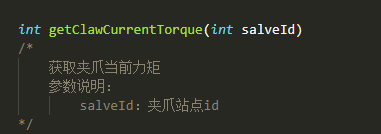 int getClawCurrentTorque(int salveId)
/*
获取夹爪当前力矩
参数说明：
salveId：夹爪站点id
*/